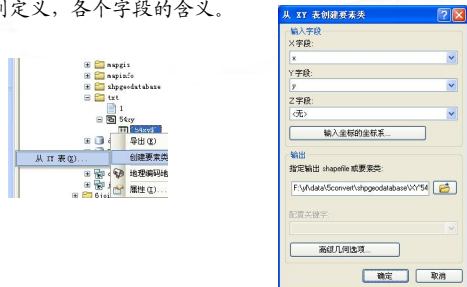 列定义，各个字段的含义。
mapgis
mapinfo
shpgeodatabase
txt
1
54xy
'54xy$'
导出(X)
从 XY 表(X)...
创建要素类
地理编码地
属性(I)...
从 XY 表创建要素类
输入字段
X 字段:
x
Y 字段:
y
Z 字段:
<无>
输入坐标的坐标系...
输出
指定输出 shapefile 或要素类:
F:\yf\data\5convert\shpgeodatabase\XY'54
配置关键字:
高级几何选项...
确定
取消